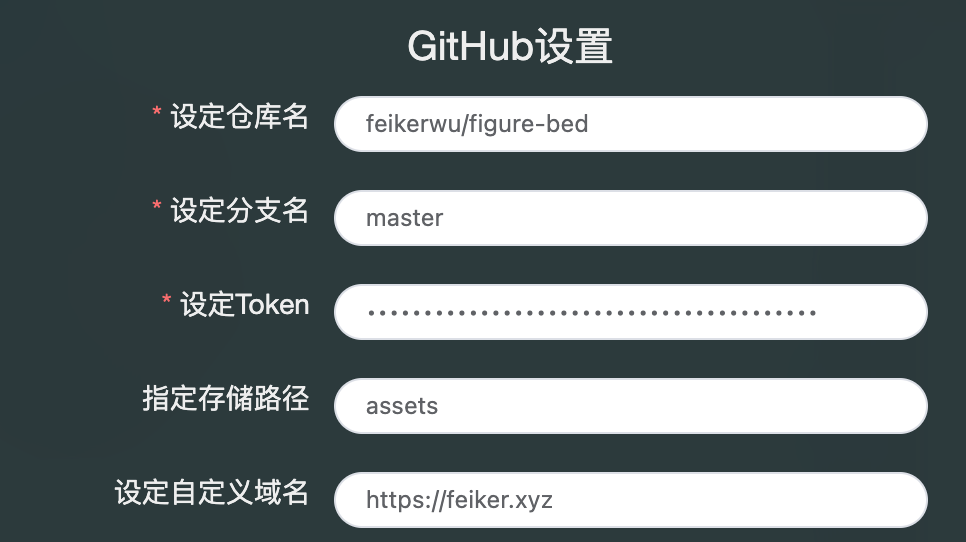 GitHub设置
* 设定仓库名 feikerwu/figure-bed
* 设定分支名 master
* 设定Token ••••••••••••••••••••••••••••••••••••••••
指定存储路径 assets
设定自定义域名 https://feiker.xyz